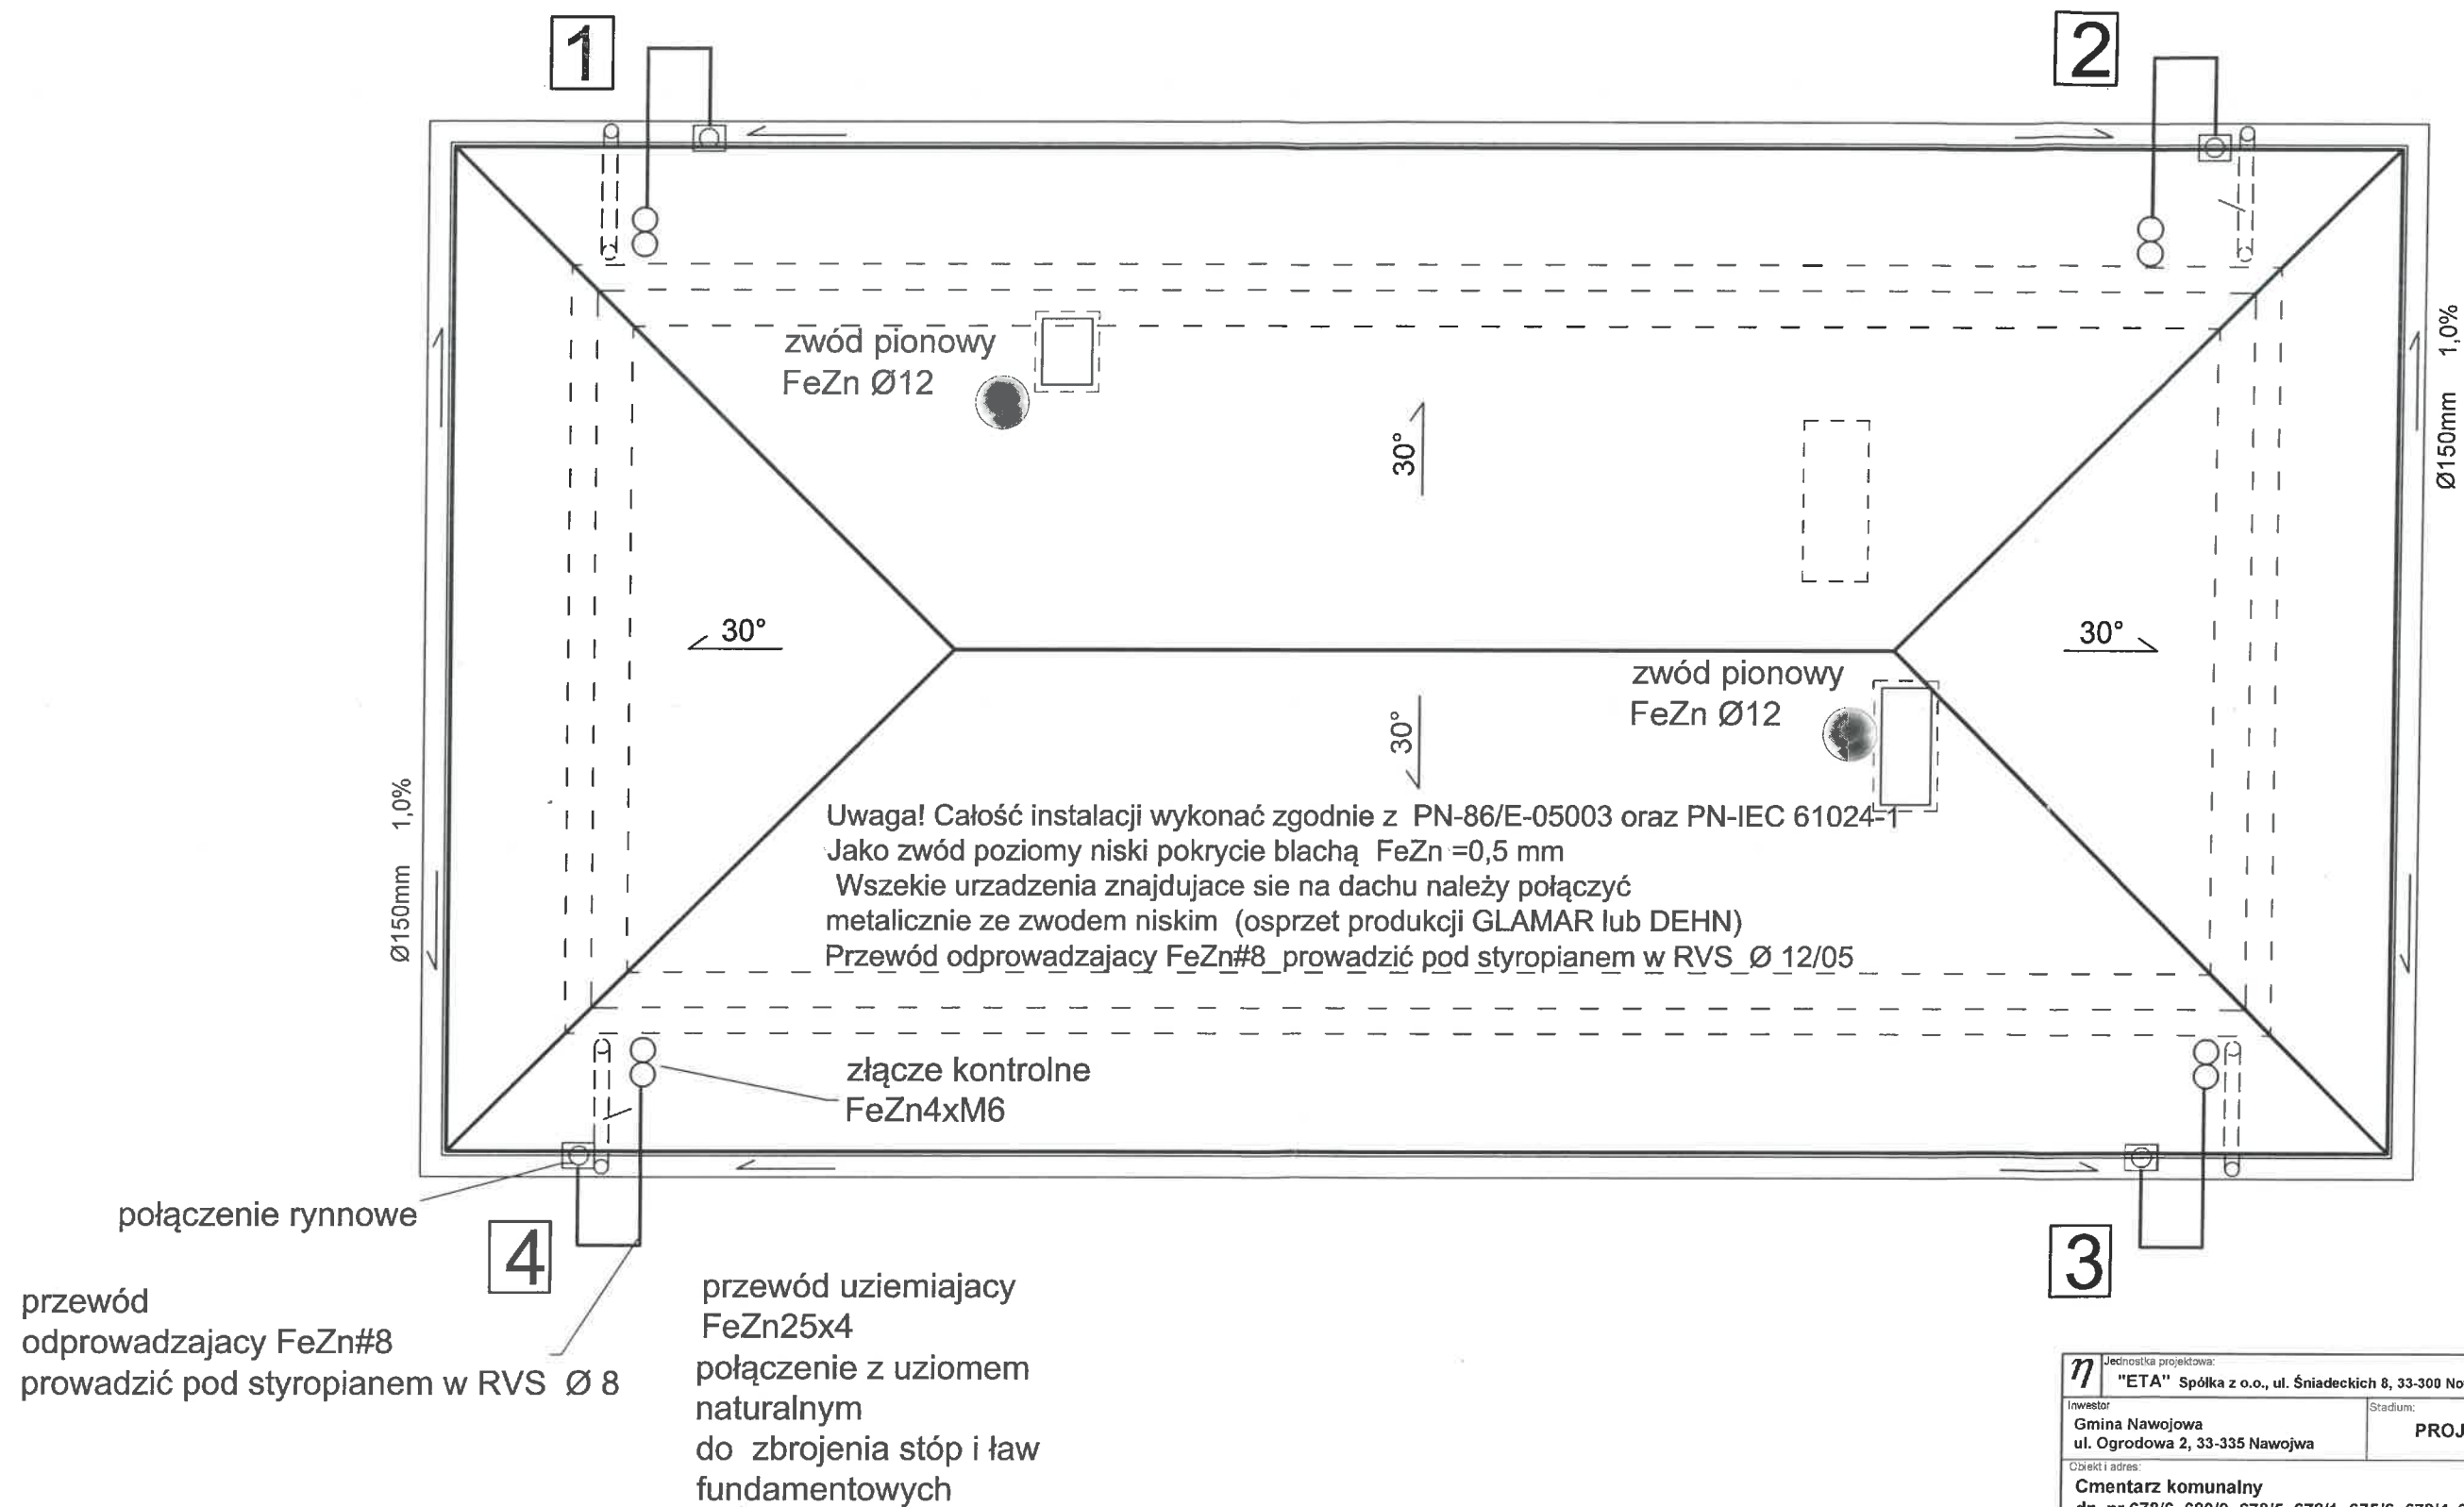 1
2
zwód pionowy
FeZn Ø12
30°
Ø150mm 1,0%
30°
30°
zwód pionowy
FeZn Ø12
30°
Ø150mm 1,0%
Uwaga! Całość instalacji wykonać zgodnie z PN-86/E-05003 oraz PN-IEC 61024-1
Jako zwód poziomy niski pokrycie blachą FeZn =0,5 mm
Wszekie urzadzenia znajdujace sie na dachu należy połączyć
metalicznie ze zwodem niskim (osprzet produkcji GLAMAR lub DEHN)
Przewód odprowadzajacy FeZn#8 prowadzić pod styropianem w RVS Ø 12/05
złącze kontrolne
FeZn4xM6
połączenie rynnowe
4
3
przewód
odprowadzajacy FeZn#8
prowadzić pod styropianem w RVS Ø 8
przewód uziemiajacy
FeZn25x4
połączenie z uziomem
naturalnym
do zbrojenia stóp i ław
fundamentowych
η
Jednostka projektowa:
"ETA" Spółka z o.o., ul. Śniadeckich 8, 33-300 No
Inwestor
Gmina Nawojowa
ul. Ogrodowa 2, 33-335 Nawojwa
Stadium:
PROJ
Obiekt i adres:
Cmentarz komunalny